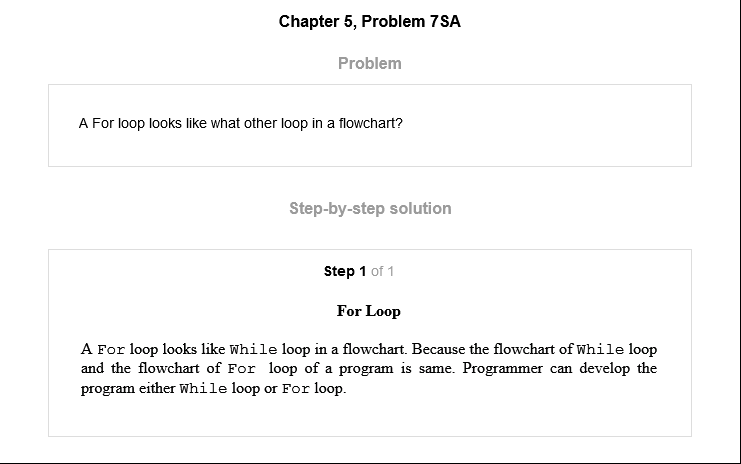 Chapter 5, Problem 7SA
Problem
A For loop looks like what other loop in a flowchart?
Step-by-step solution
Step 1 of 1
For Loop
A For loop looks like While loop in a flowchart. Because the flowchart of While loop
and the flowchart of For loop of a program is same. Programmer can develop the
program either While loop or For loop.